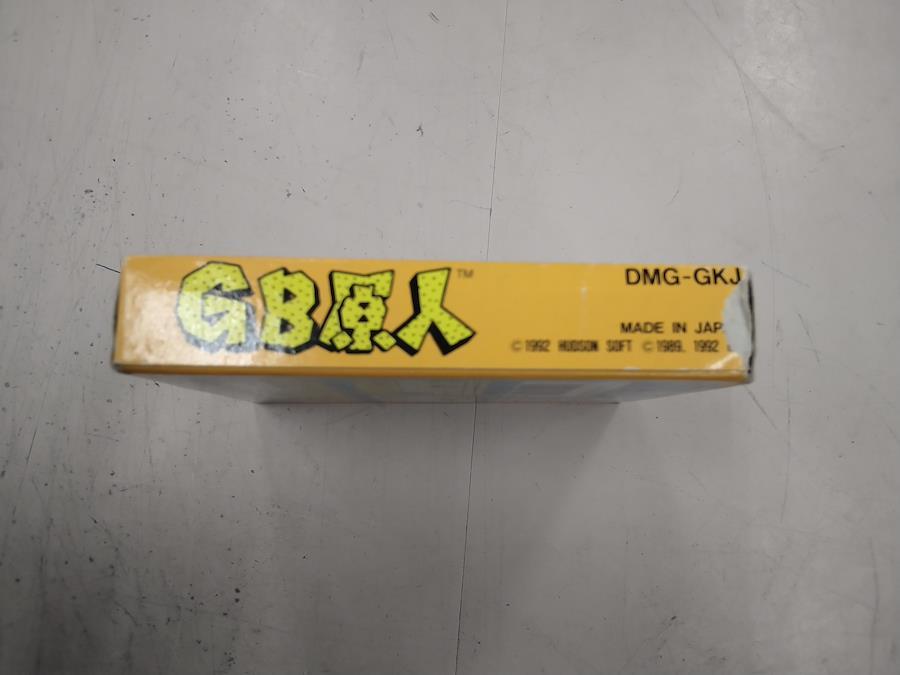 GB原人™
DMG-GKJ
MADE IN JAP
©1992 HUDSON SOFT ©1989, 1992